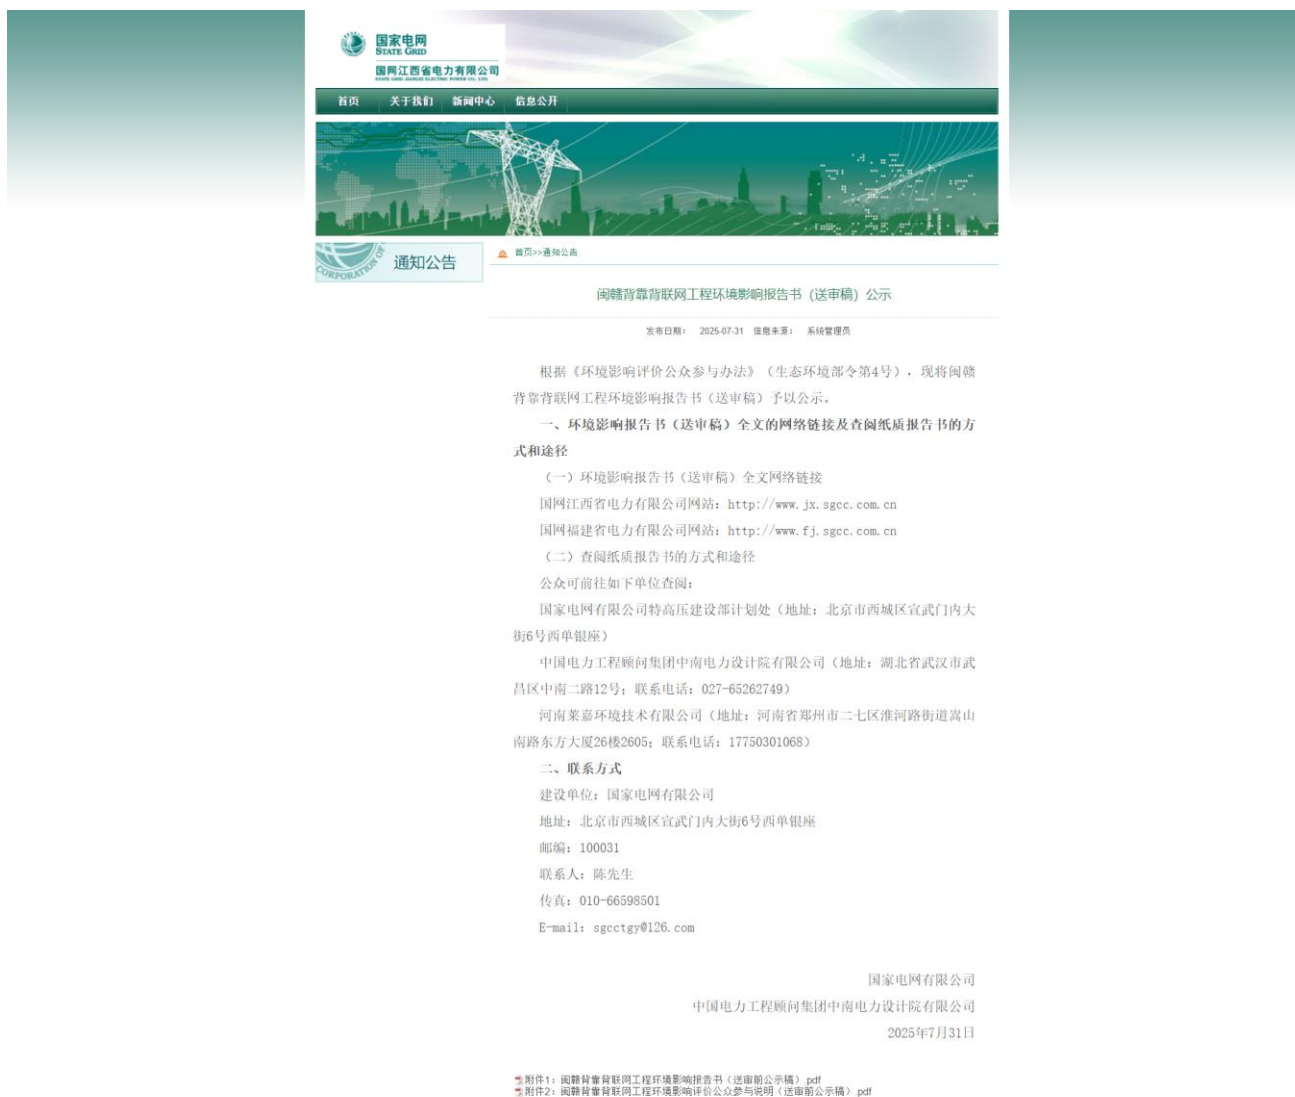 国家电网
STATE GRID
国网江西省电力有限公司
STATE GRID JIANGXI ELECTRIC POWER CO., LTD.
首页 关于我们 新闻中心 信息公开
CORPORATION OF
通知公告
首页>>通知公告
闽赣背靠背联网工程环境影响报告书（送审稿）公示
发布日期： 2025-07-31 信息来源： 系统管理员
根据《环境影响评价公众参与办法》（生态环境部令第4号），现将闽赣
背靠背联网工程环境影响报告书（送审稿）予以公示。
一、环境影响报告书（送审稿）全文的网络链接及查阅纸质报告书的方
式和途径
（一）环境影响报告书（送审稿）全文网络链接
国网江西省电力有限公司网站：http://www.jx.sgcc.com.cn
国网福建省电力有限公司网站：http://www.fj.sgcc.com.cn
（二）查阅纸质报告书的方式和途径
公众可前往如下单位查阅：
国家电网有限公司特高压建设部计划处（地址：北京市西城区宣武门内大
街6号西单银座）
中国电力工程顾问集团中南电力设计院有限公司（地址：湖北省武汉市武
昌区中南二路12号；联系电话：027-65262749）
河南莱嘉环境技术有限公司（地址：河南省郑州市二七区淮河路街道嵩山
南路东方大厦26楼2605；联系电话：17750301068）
二、联系方式
建设单位：国家电网有限公司
地址：北京市西城区宣武门内大街6号西单银座
邮编：100031
联系人：陈先生
传真：010-66598501
E-mail：sgcctgy@126.com
国家电网有限公司
中国电力工程顾问集团中南电力设计院有限公司
2025年7月31日
附件1：闽赣背靠背联网工程环境影响报告书（送审前公示稿）.pdf
附件2：闽赣背靠背联网工程环境影响评价公众参与说明（送审前公示稿）.pdf